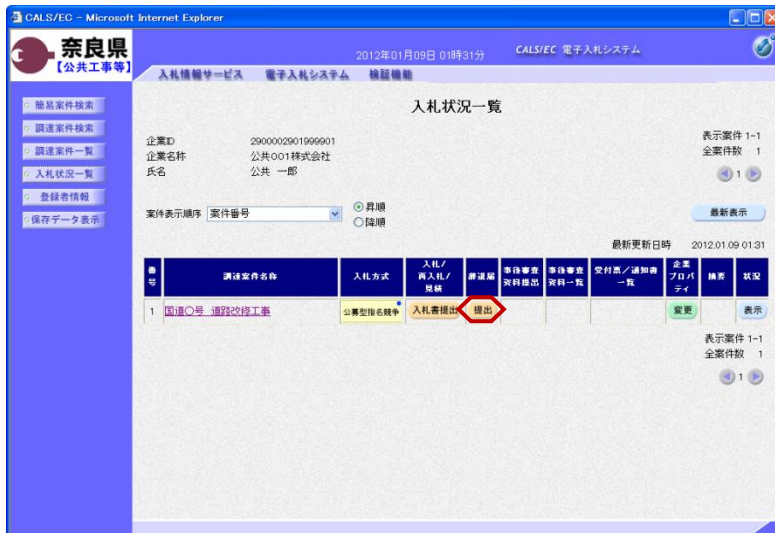 CALS/EC - Microsoft Internet Explorer
奈良県
【公共工事等】
2012年01月09日 01時31分
CALS/EC 電子入札システム
入札情報サービス 電子入札システム 検証機能
簡易案件検索
調達案件検索
調達案件一覧
入札状況一覧
登録者情報
保存データ表示
入札状況一覧
企業ID 2900002901999901
企業名称 公共001株式会社
氏名 公共 一郎
表示案件 1-1
全案件数 1
1
案件表示順序 案件番号
昇順
降順
最新表示
最新更新日時 2012.01.09 01:31
番号 調達案件名称 入札方式 入札/再入札/見積 辞退届 事後審査資料提出 事後審査資料一覧 受付票/通知書一覧 企業プロパティ 摘要 状況
1 国道〇号 道路改修工事 公募型指名競争 入札書提出 提出 変更 表示
表示案件 1-1
全案件数 1
1